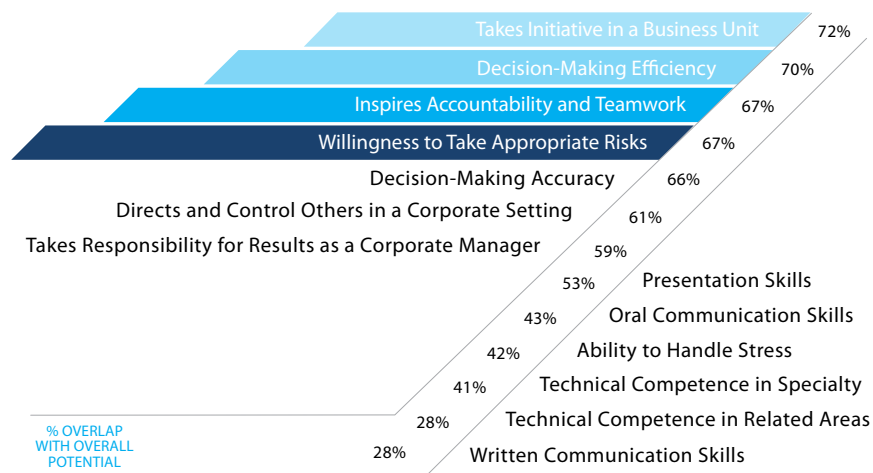 Takes Initiative in a Business Unit 72%
Decision-Making Efficiency 70%
Inspires Accountability and Teamwork 67%
Willingness to Take Appropriate Risks 67%
Decision-Making Accuracy 66%
Directs and Control Others in a Corporate Setting 61%
Takes Responsibility for Results as a Corporate Manager 59%
53% Presentation Skills
43% Oral Communication Skills
42% Ability to Handle Stress
41% Technical Competence in Specialty
28% Technical Competence in Related Areas
28% Written Communication Skills
% OVERLAP
WITH OVERALL
POTENTIAL